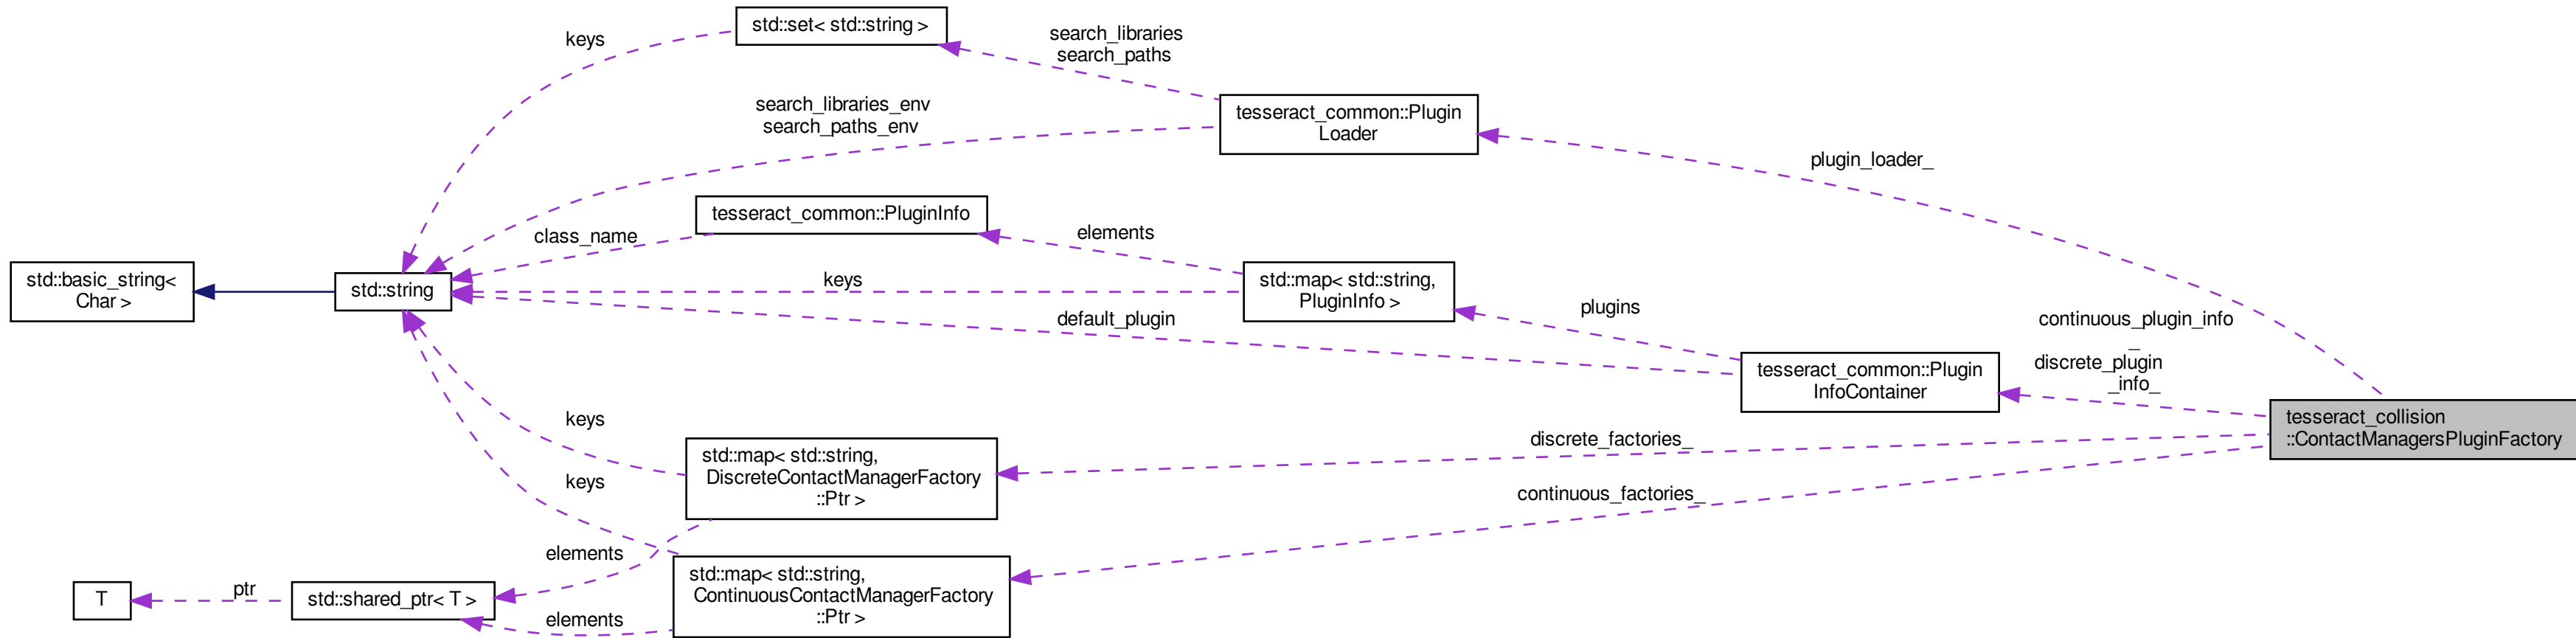 std::set< std::string >
keys
search_libraries
search_paths
search_libraries_env
search_paths_env
tesseract_common::Plugin
Loader
plugin_loader_
tesseract_common::PluginInfo
class_name
elements
std::basic_string<
Char >
std::string
keys
std::map< std::string,
PluginInfo >
default_plugin
plugins
continuous_plugin_info
_
discrete_plugin
_info_
tesseract_common::Plugin
InfoContainer
tesseract_collision
::ContactManagersPluginFactory
keys
discrete_factories_
std::map< std::string,
DiscreteContactManagerFactory
::Ptr >
keys
continuous_factories_
elements
std::map< std::string,
ContinuousContactManagerFactory
::Ptr >
T
ptr
std::shared_ptr< T >
elements